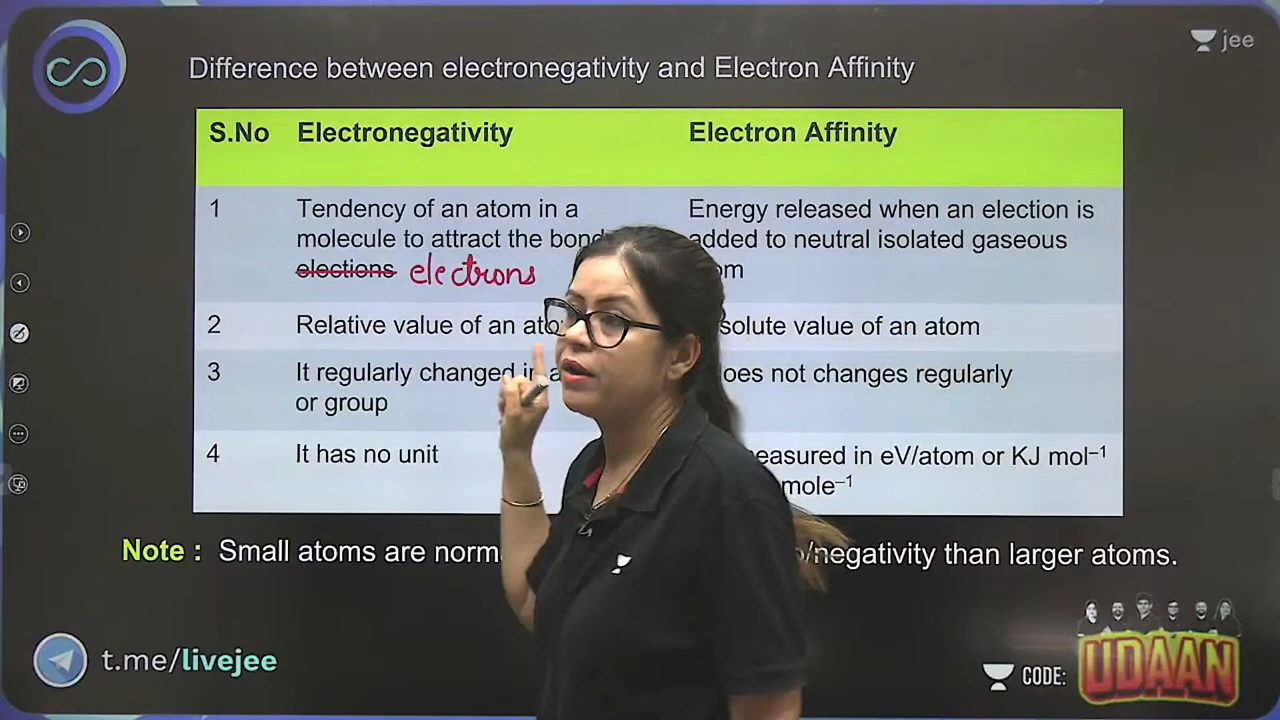 jee
Difference between electronegativity and Electron Affinity
S.No Electronegativity Electron Affinity
1 Tendency of an atom in a
molecule to attract the bond
elections electrons
Energy released when an election is
added to neutral isolated gaseous
om
2 Relative value of an ato
solute value of an atom
3 It regularly changed in a
or group
oes not changes regularly
4 It has no unit
easured in eV/atom or KJ mol⁻¹
mole⁻¹
Note : Small atoms are norm
/negativity than larger atoms.
t.me/livejee
CODE:
UDAAN